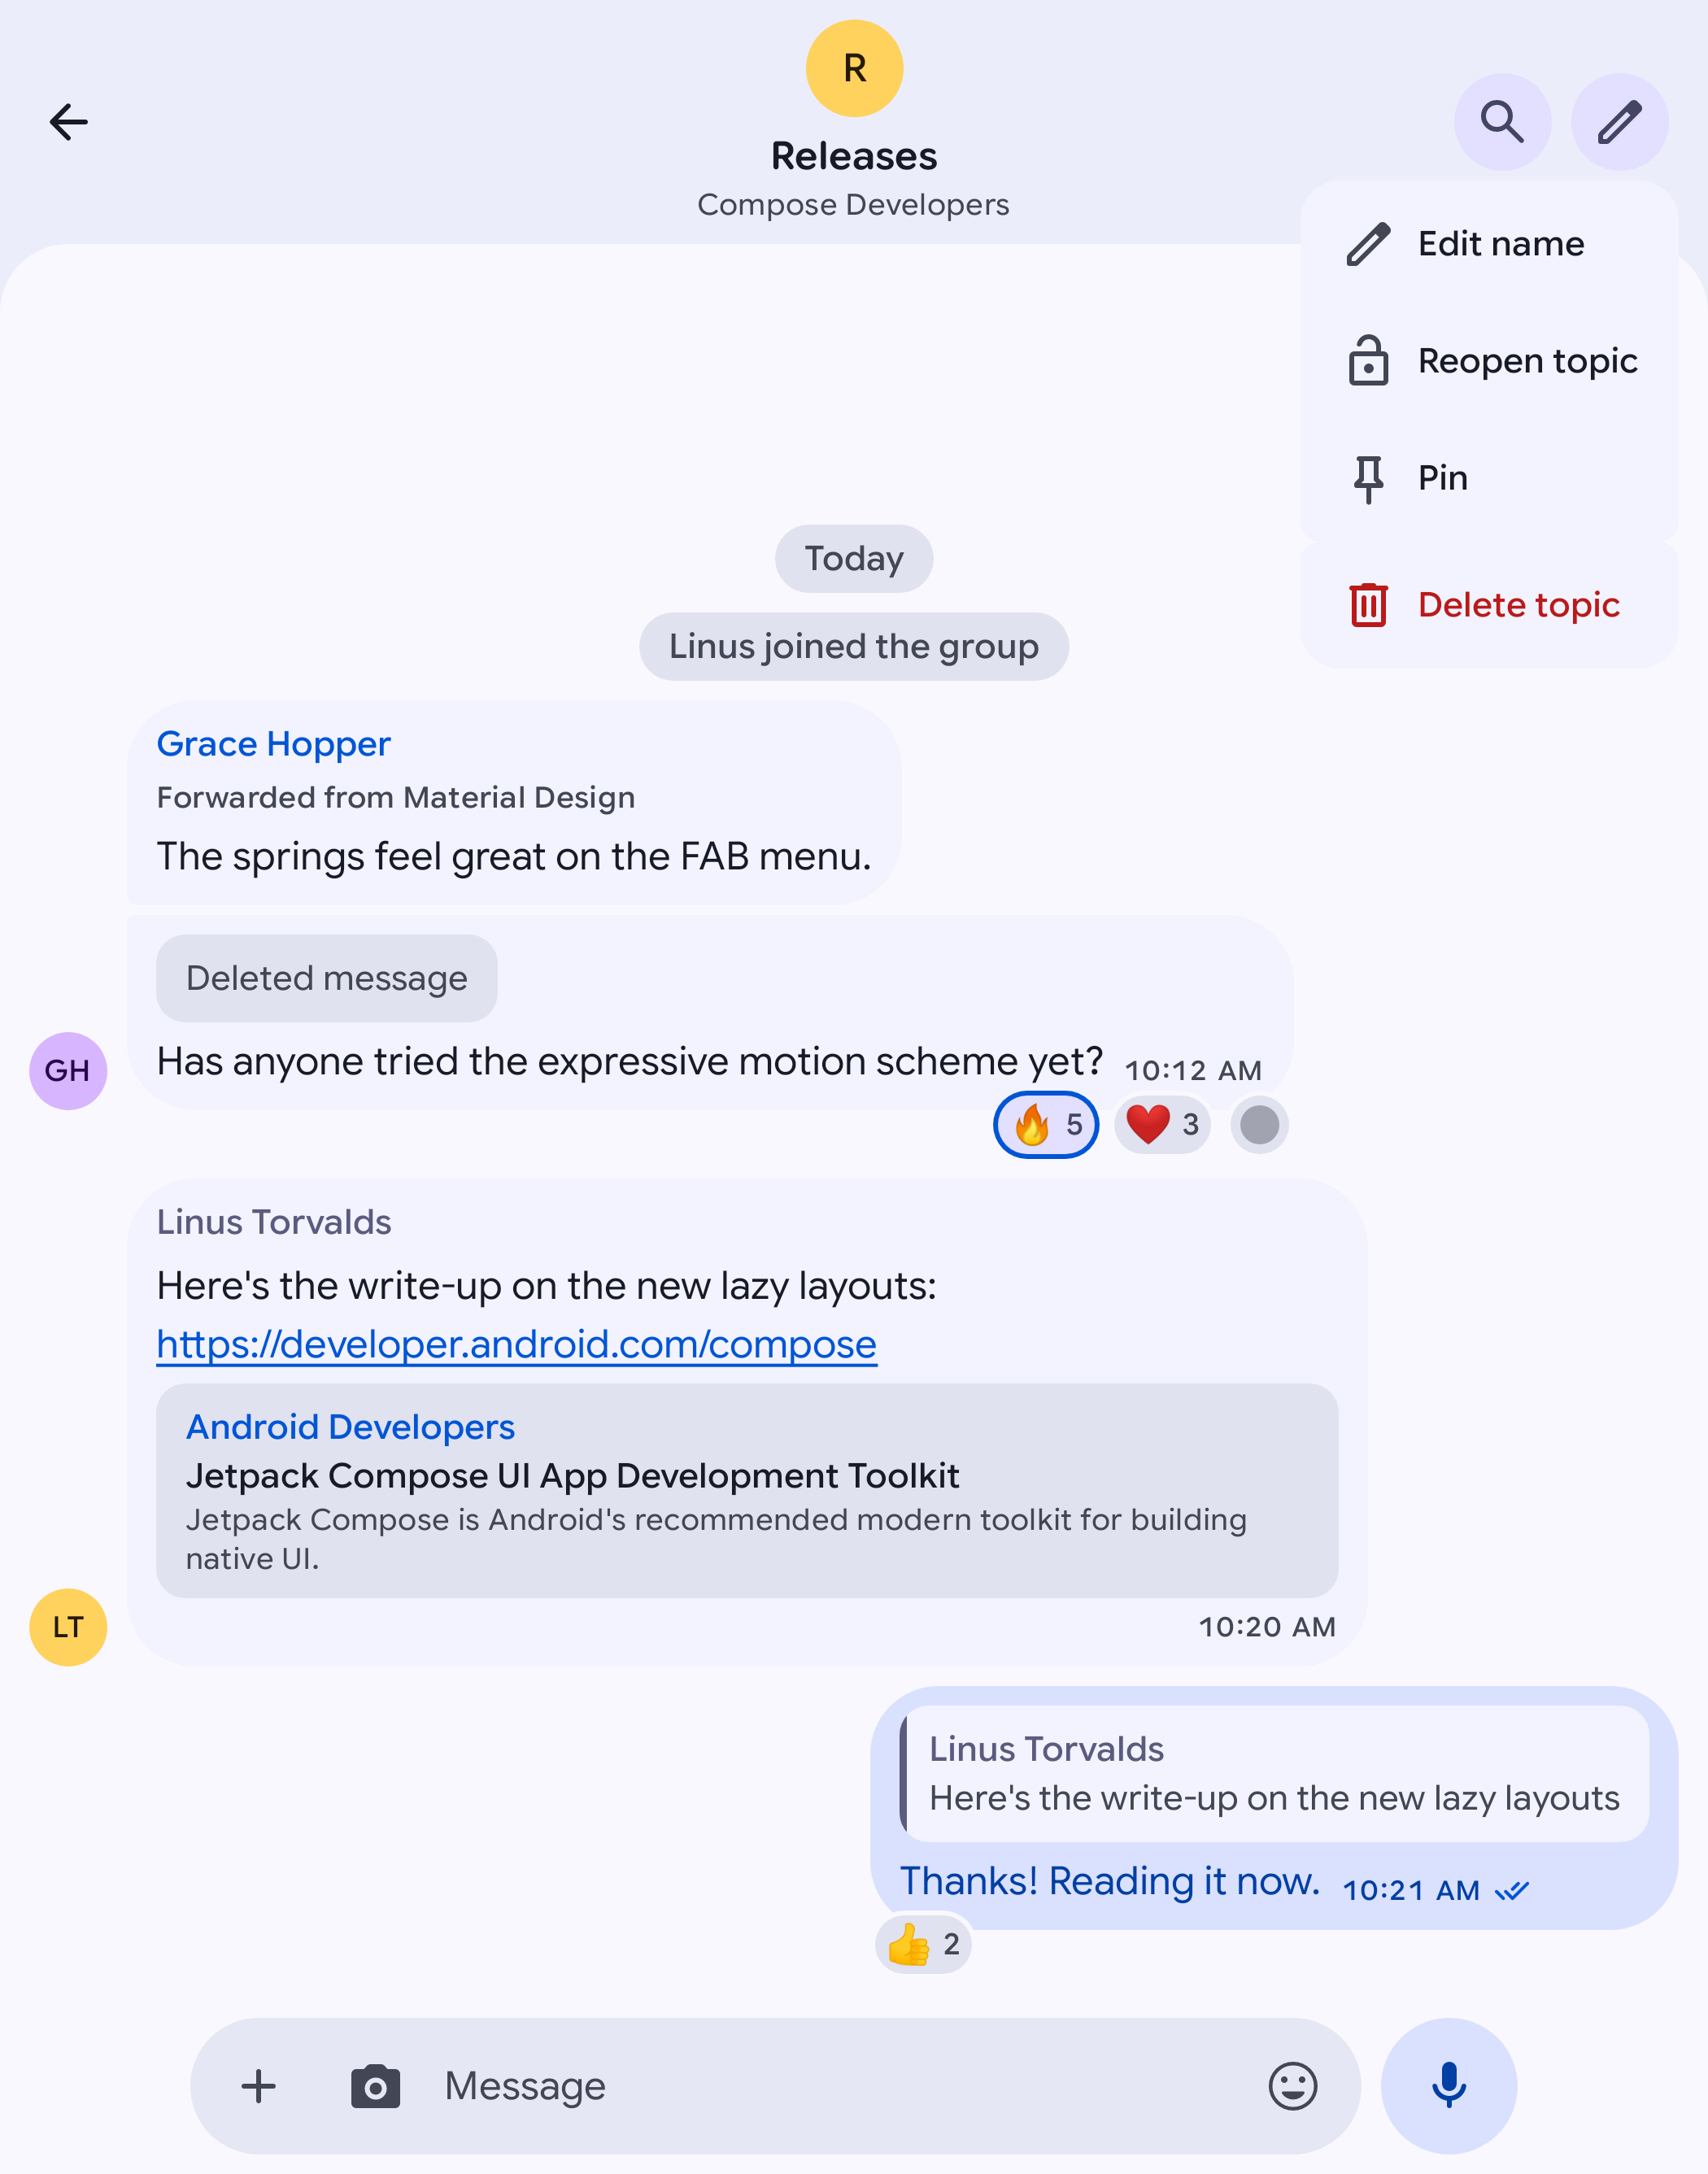 R
Releases
Compose Developers
Edit name
Reopen topic
Pin
Delete topic
Today
Linus joined the group
Grace Hopper
Forwarded from Material Design
The springs feel great on the FAB menu.
Deleted message
GH
Has anyone tried the expressive motion scheme yet? 10:12 AM
5
3
Linus Torvalds
Here's the write-up on the new lazy layouts:
https://developer.android.com/compose
Android Developers
Jetpack Compose UI App Development Toolkit
Jetpack Compose is Android's recommended modern toolkit for building
native UI.
LT
10:20 AM
Linus Torvalds
Here's the write-up on the new lazy layouts
Thanks! Reading it now. 10:21 AM
2
Message